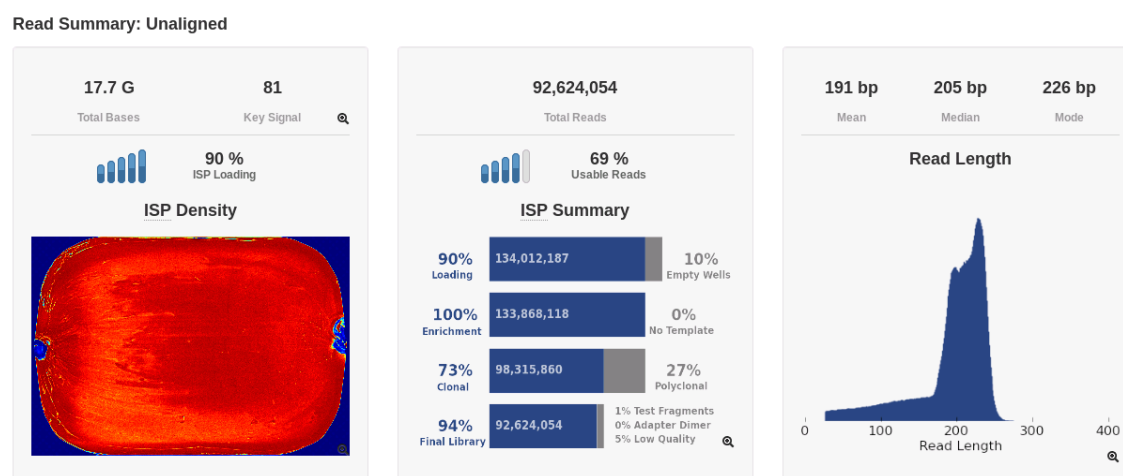 Read Summary: Unaligned
17.7 G
Total Bases
81
Key Signal
90 %
ISP Loading
ISP Density
92,624,054
Total Reads
69 %
Usable Reads
ISP Summary
90%
Loading
134,012,187
10%
Empty Wells
100%
Enrichment
133,868,118
0%
No Template
73%
Clonal
98,315,860
27%
Polyclonal
94%
Final Library
92,624,054
1% Test Fragments
0% Adapter Dimer
5% Low Quality
191 bp
Mean
205 bp
Median
226 bp
Mode
Read Length
0 100 200 300 400
Read Length